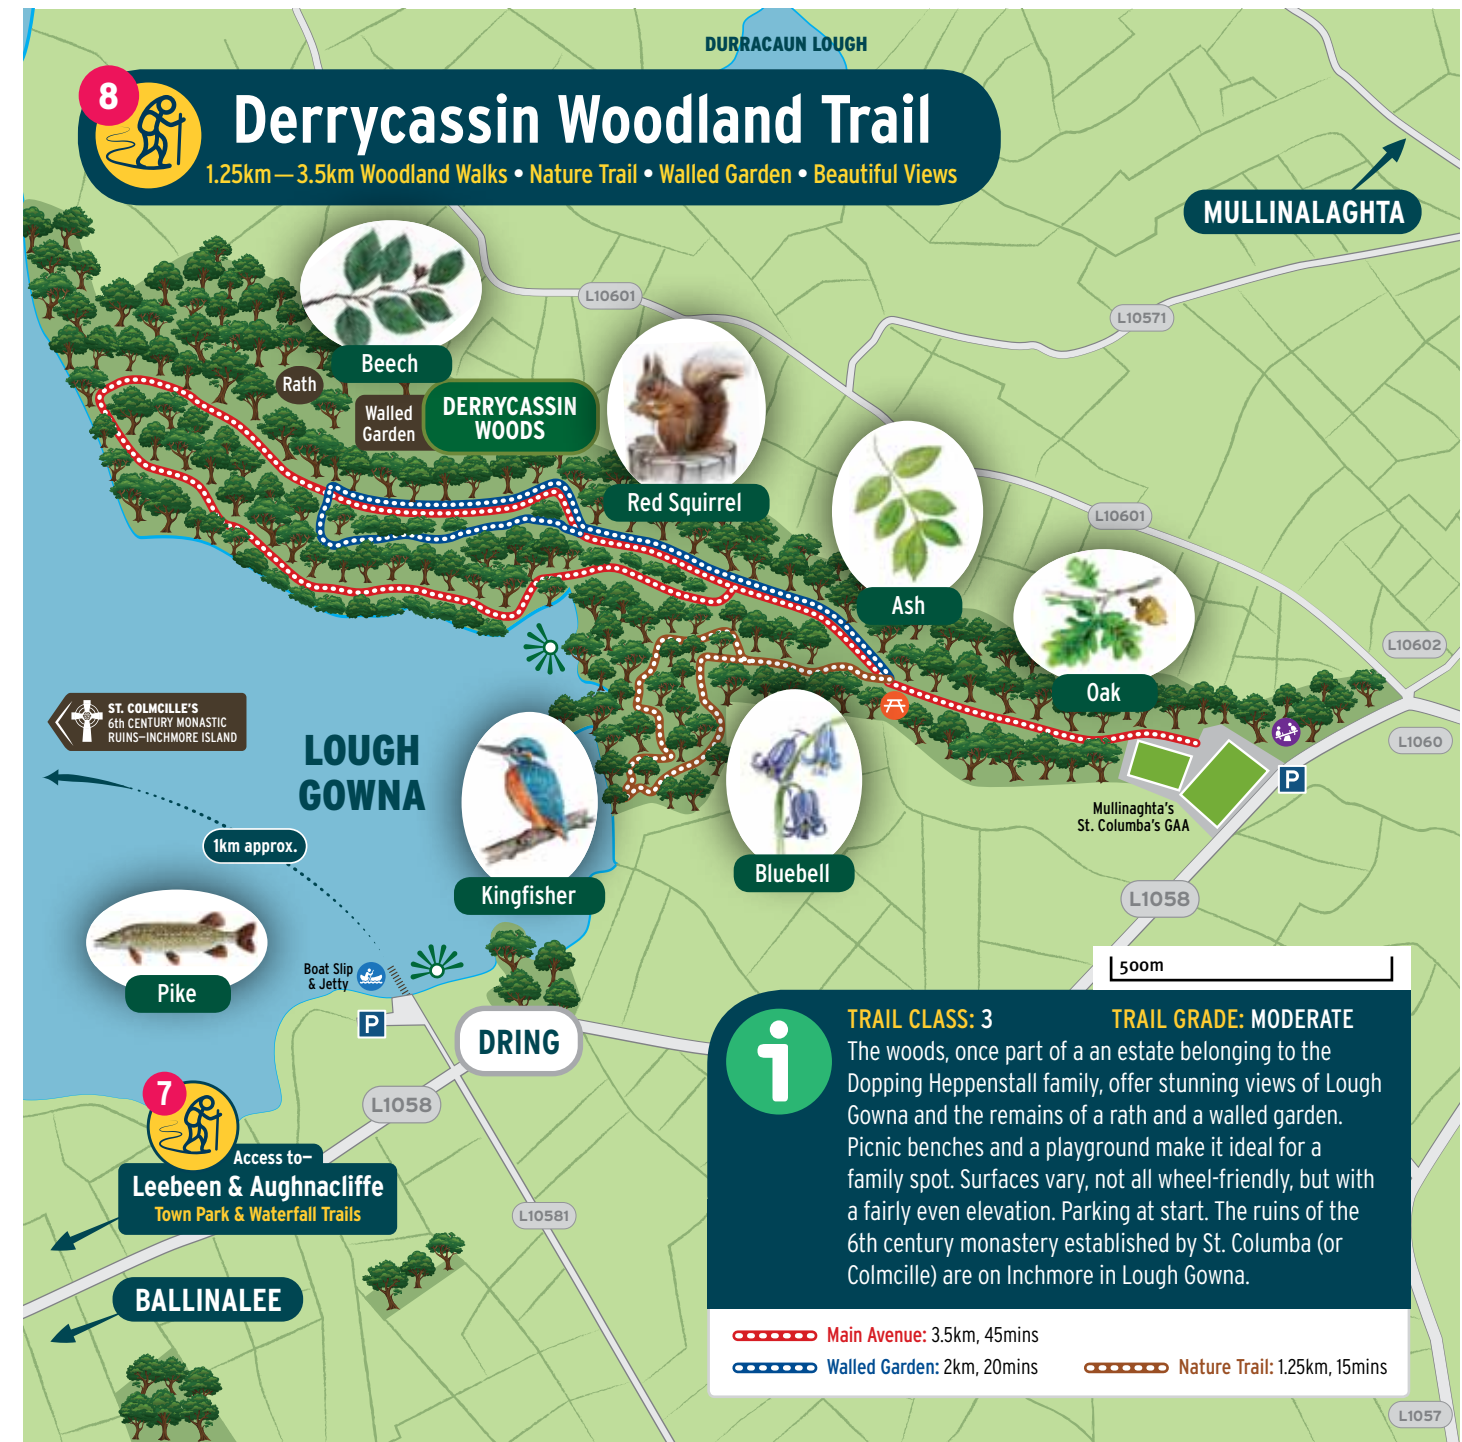 DURRACAUN LOUGH
8
Derrycassin Woodland Trail
1.25km—3.5km Woodland Walks • Nature Trail • Walled Garden • Beautiful Views
MULLINALAGHTA
L10601
L10571
Beech
Rath
Walled
Garden
DERRYCASSIN
WOODS
Red Squirrel
L10601
Ash
L10602
Oak
L1060
ST. COLMCILLE'S
6th CENTURY MONASTIC
RUINS—INCHMORE ISLAND
LOUGH
GOWNA
P
Mullinaghta's
St. Columba's GAA
1km approx.
Bluebell
Kingfisher
L1058
Pike
Boat Slip
& Jetty
P
DRING
500m
L1058
7
Access to—
Leebeen & Aughnacliffe
Town Park & Waterfall Trails
L10581
BALLINALEE
i
TRAIL CLASS: 3 TRAIL GRADE: MODERATE
The woods, once part of a an estate belonging to the
Dopping Heppenstall family, offer stunning views of Lough
Gowna and the remains of a rath and a walled garden.
Picnic benches and a playground make it ideal for a
family spot. Surfaces vary, not all wheel-friendly, but with
a fairly even elevation. Parking at start. The ruins of the
6th century monastery established by St. Columba (or
Colmcille) are on Inchmore in Lough Gowna.
Main Avenue: 3.5km, 45mins
Walled Garden: 2km, 20mins
Nature Trail: 1.25km, 15mins
L1057